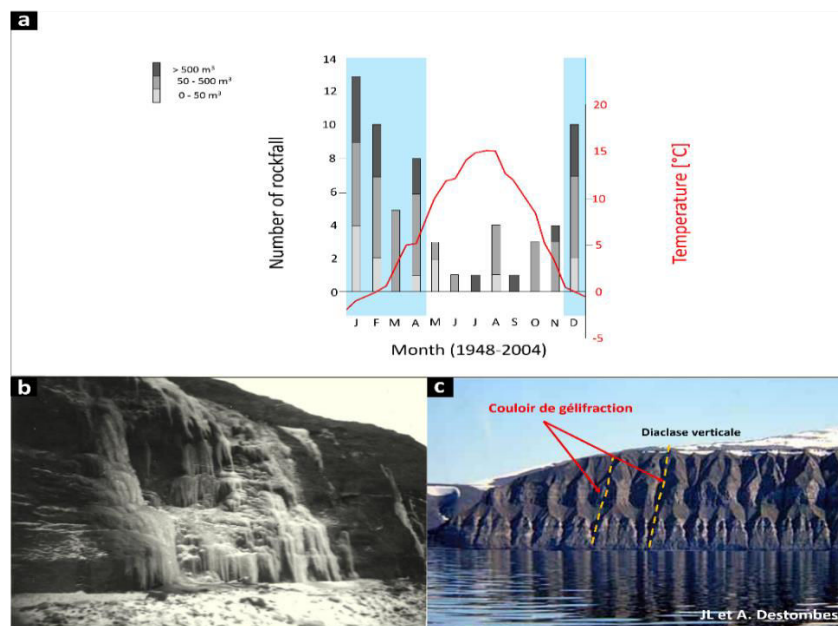 a
> 500 m³
50 - 500 m³
0 - 50 m³
Number of rockfall
14
12
10
8
6
4
2
0
Temperature [°C]
20
15
10
5
0
-5
J F M A M J J A S O N D
Month (1948-2004)
b
c
Couloir de gélifraction
Diaclase verticale
JL et A. Destombes